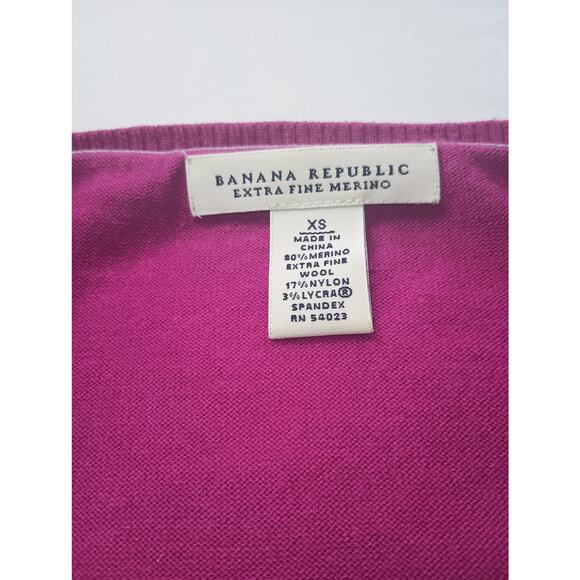 BANANA REPUBLIC
EXTRA FINE MERINO
XS
MADE IN
CHINA
80%MERINO
EXTRA FINE
WOOL
17%NYLON
3%LYCRA®
SPANDEX
RN 54023